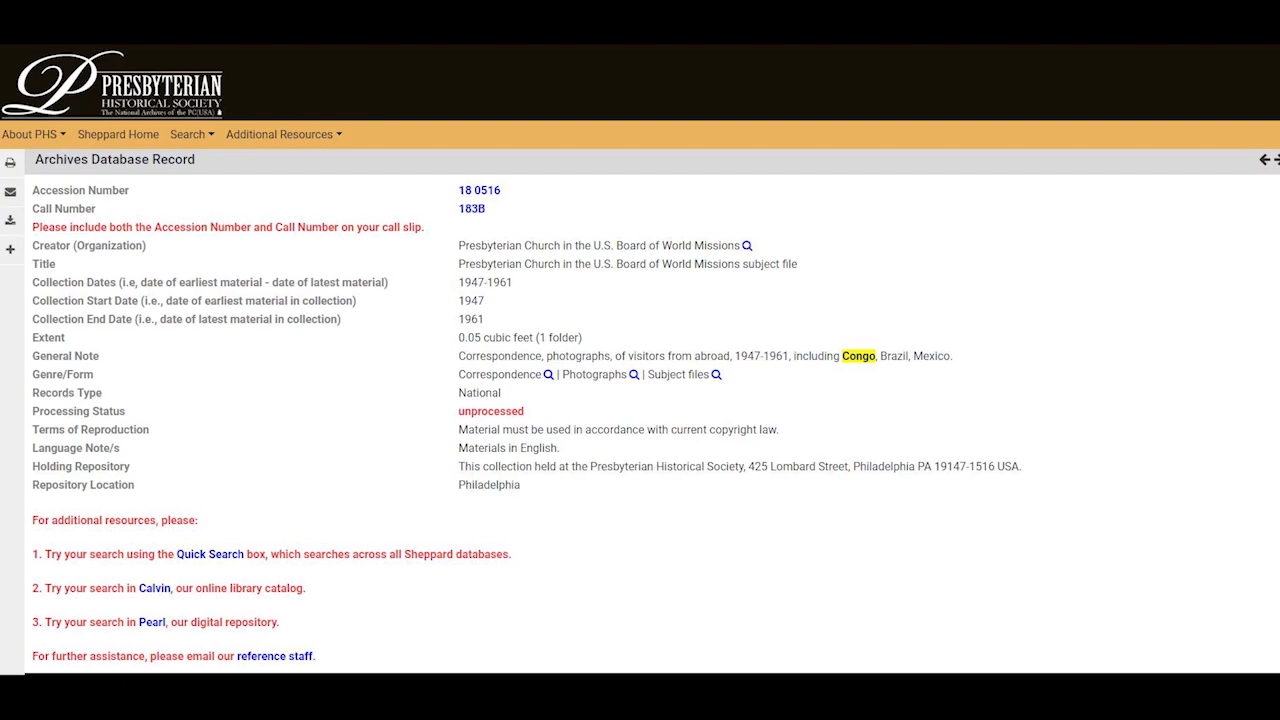 PRESBYTERIAN
HISTORICAL SOCIETY
The National Archives of the PC(USA)
About PHS Sheppard Home Search Additional Resources
Archives Database Record
Accession Number 18 0516
Call Number 183B
Please include both the Accession Number and Call Number on your call slip.
Creator (Organization) Presbyterian Church in the U.S. Board of World Missions
Title Presbyterian Church in the U.S. Board of World Missions subject file
Collection Dates (i.e, date of earliest material - date of latest material) 1947-1961
Collection Start Date (i.e., date of earliest material in collection) 1947
Collection End Date (i.e., date of latest material in collection) 1961
Extent 0.05 cubic feet (1 folder)
General Note Correspondence, photographs, of visitors from abroad, 1947-1961, including Congo, Brazil, Mexico.
Genre/Form Correspondence | Photographs | Subject files
Records Type National
Processing Status unprocessed
Terms of Reproduction Material must be used in accordance with current copyright law.
Language Note/s Materials in English.
Holding Repository This collection held at the Presbyterian Historical Society, 425 Lombard Street, Philadelphia PA 19147-1516 USA.
Repository Location Philadelphia
For additional resources, please:
1. Try your search using the Quick Search box, which searches across all Sheppard databases.
2. Try your search in Calvin, our online library catalog.
3. Try your search in Pearl, our digital repository.
For further assistance, please email our reference staff.